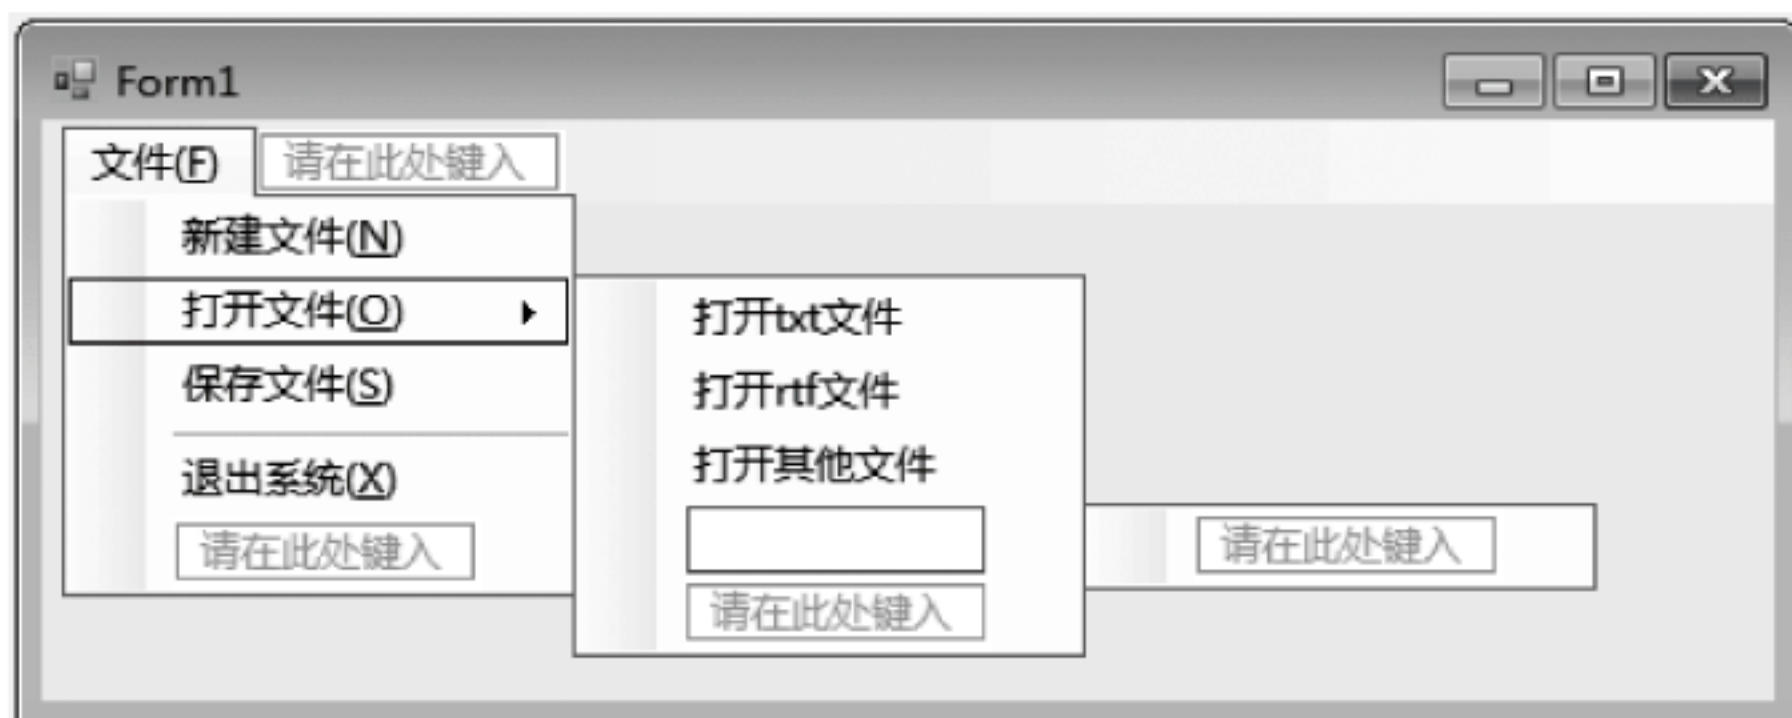 Form1
文件(F) 请在此处键入
新建文件(N)
打开文件(O)
保存文件(S)
退出系统(X)
请在此处键入
打开txt文件
打开rtf文件
打开其他文件
请在此处键入
请在此处键入